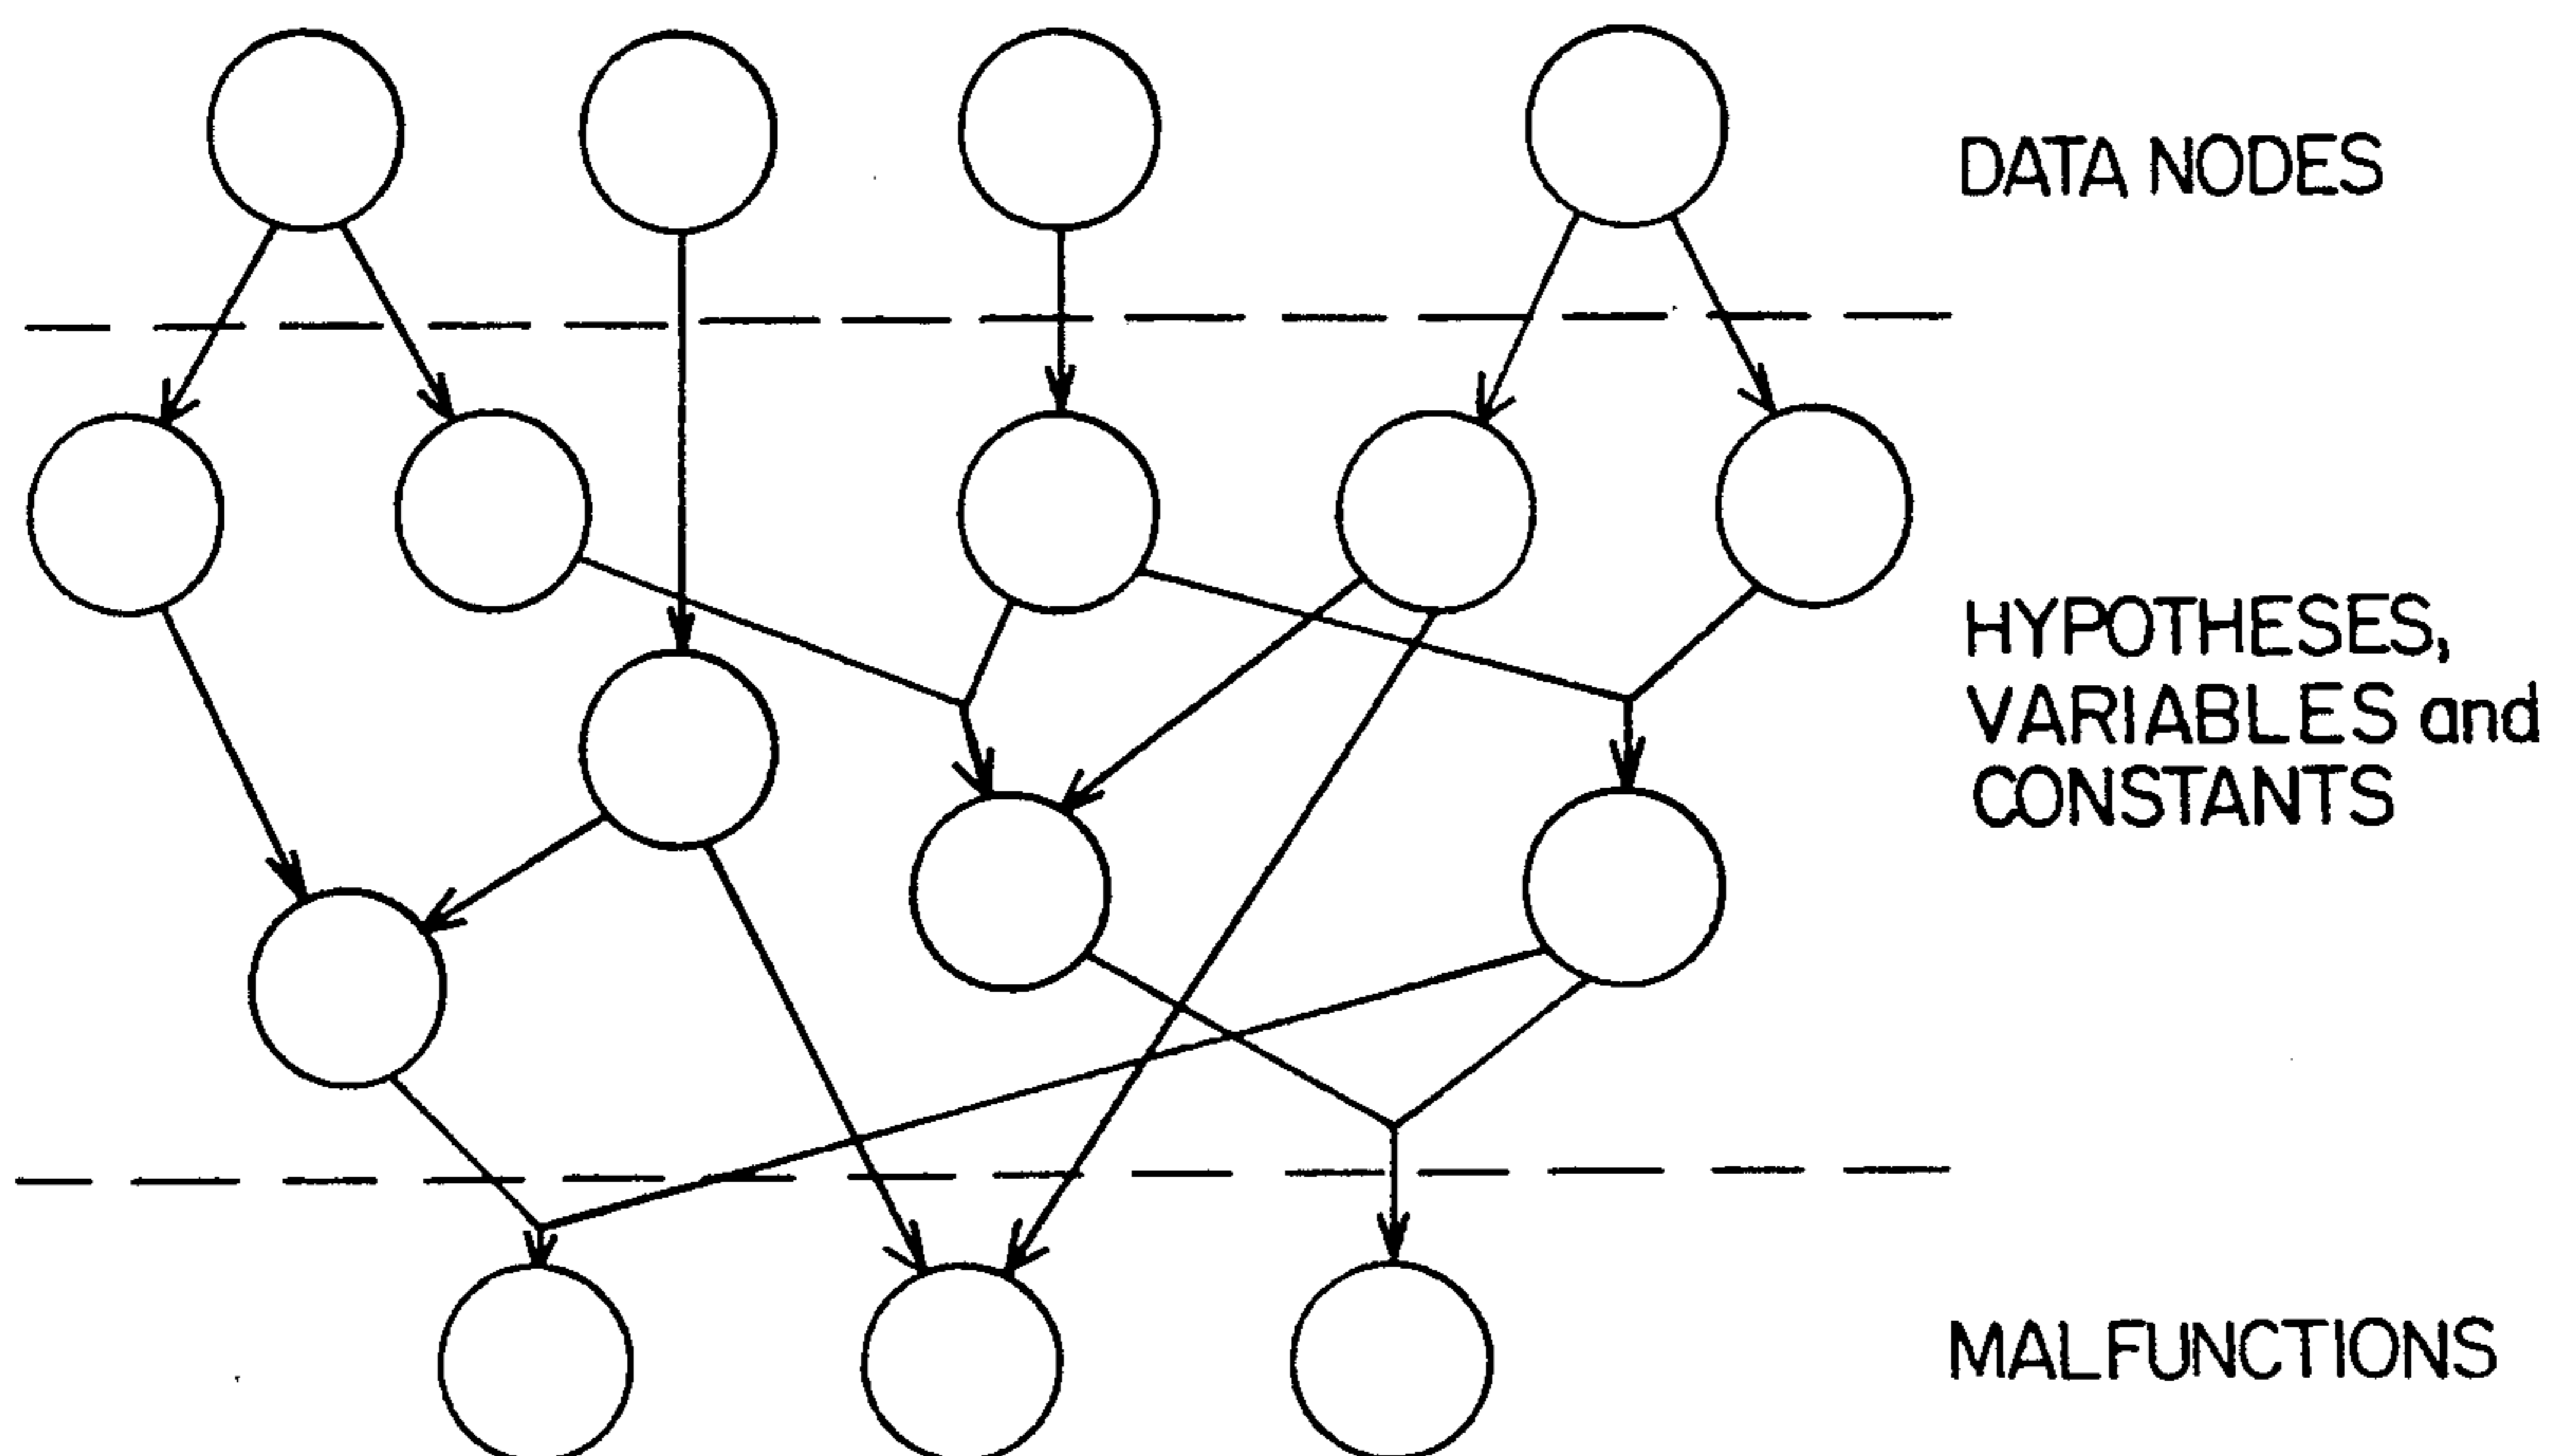 DATA NODES
HYPOTHESES,
VARIABLES and
CONSTANTS
MALFUNCTIONS